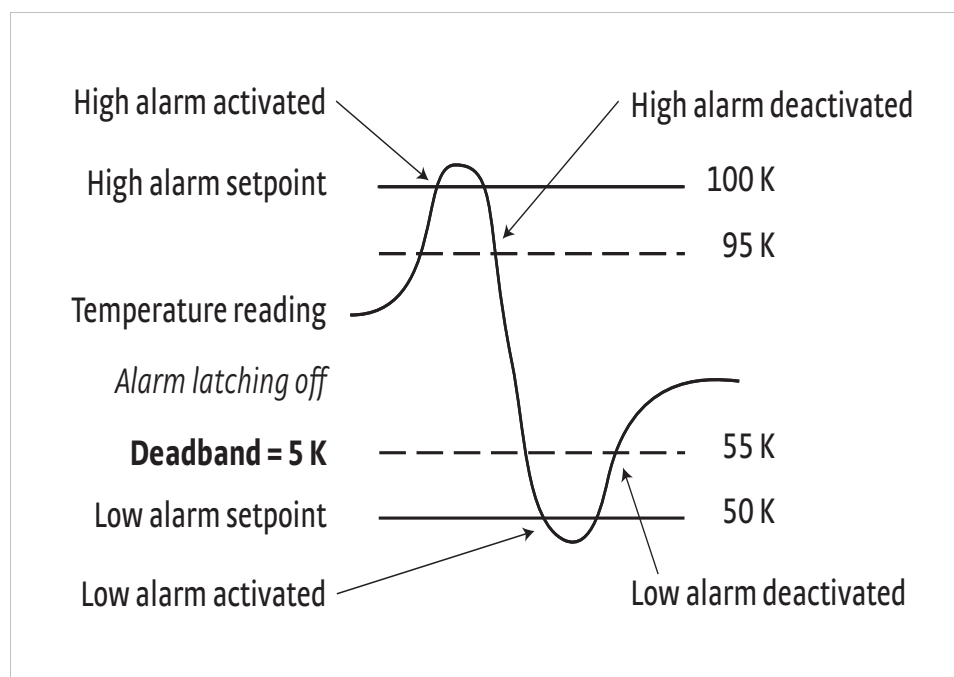 High alarm activated
High alarm deactivated
High alarm setpoint
100 K
95 K
Temperature reading
Alarm latching off
Deadband = 5 K
55 K
Low alarm setpoint
50 K
Low alarm activated
Low alarm deactivated